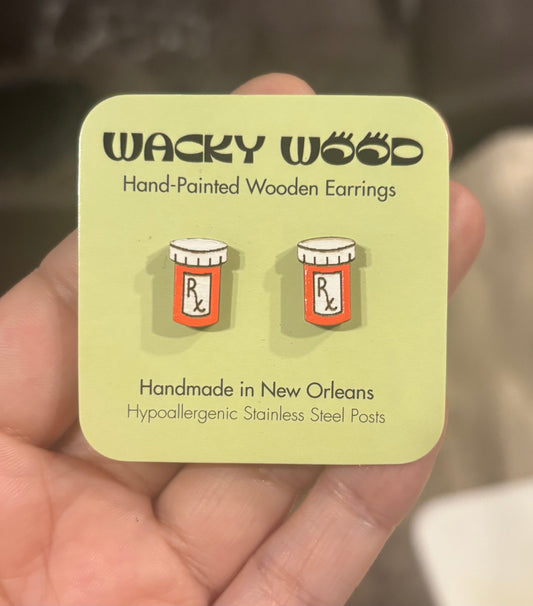 WACKY WOOD
Hand-Painted Wooden Earrings
Rx Rx
Handmade in New Orleans
Hypoallergenic Stainless Steel Posts